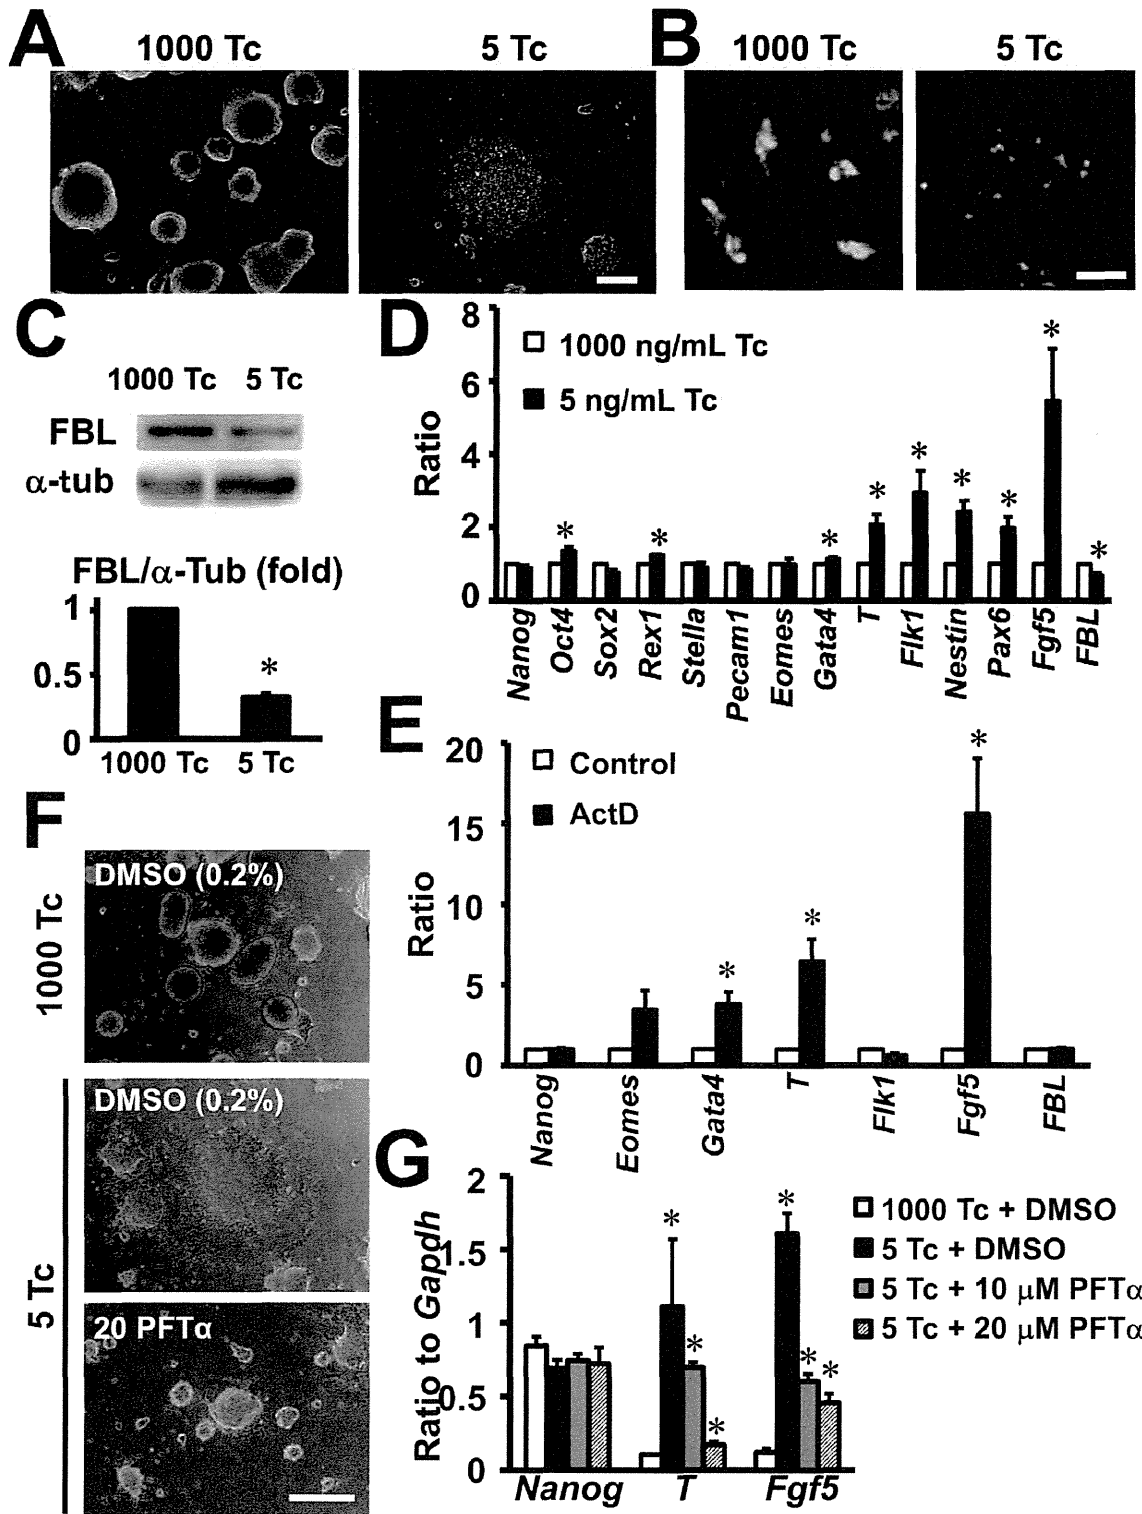 A
1000 Tc
5 Tc
B
1000 Tc
5 Tc
C
1000 Tc 5 Tc
FBL
α-tub
FBL/α-Tub (fold)
1
0.5
0
*
1000 Tc 5 Tc
D
Ratio
8
6
4
2
0
1000 ng/mL Tc
5 ng/mL Tc
* * * * * * * * *
Nanog
Oct4
Sox2
Rex1
Stella
Pecam1
Eomes
Gata4
T
Flk1
Nestin
Pax6
Fgf5
FBL
E
Ratio
20
15
10
5
0
Control
ActD
* * *
Nanog
Eomes
Gata4
T
Flk1
Fgf5
FBL
F
1000 Tc
DMSO (0.2%)
5 Tc
DMSO (0.2%)
20 PFTα
G
Ratio to Gapdh
2
1.5
1
0.5
0
* * * * * *
1000 Tc + DMSO
5 Tc + DMSO
5 Tc + 10 μM PFTα
5 Tc + 20 μM PFTα
Nanog T Fgf5